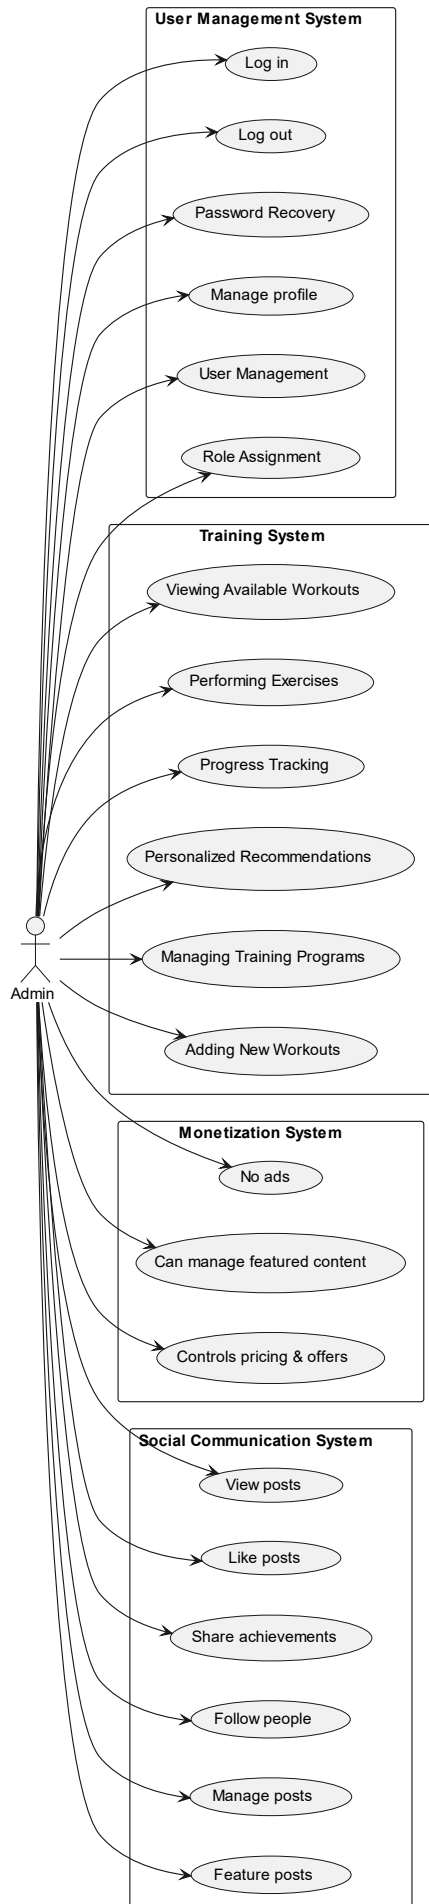 User Management System
Log in
Log out
Password Recovery
Manage profile
User Management
Role Assignment
Training System
Viewing Available Workouts
Performing Exercises
Progress Tracking
Personalized Recommendations
Managing Training Programs
Adding New Workouts
Admin
Monetization System
No ads
Can manage featured content
Controls pricing & offers
Social Communication System
View posts
Like posts
Share achievements
Follow people
Manage posts
Feature posts